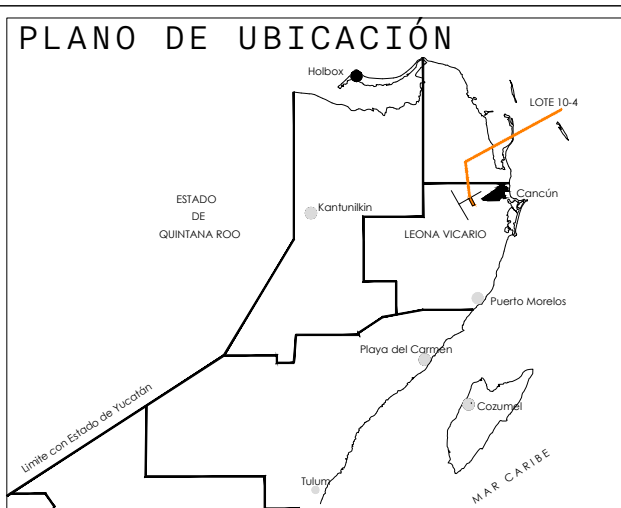 PLANO DE UBICACIÓN
Holbox
LOTE 10-4
ESTADO
DE
QUINTANA ROO
Kantunilkin
Cancún
LEONA VICARIO
Puerto Morelos
Playa del Carmen
Limite con Estado de Yucatán
Cozumel
Tulum
MAR CARIBE